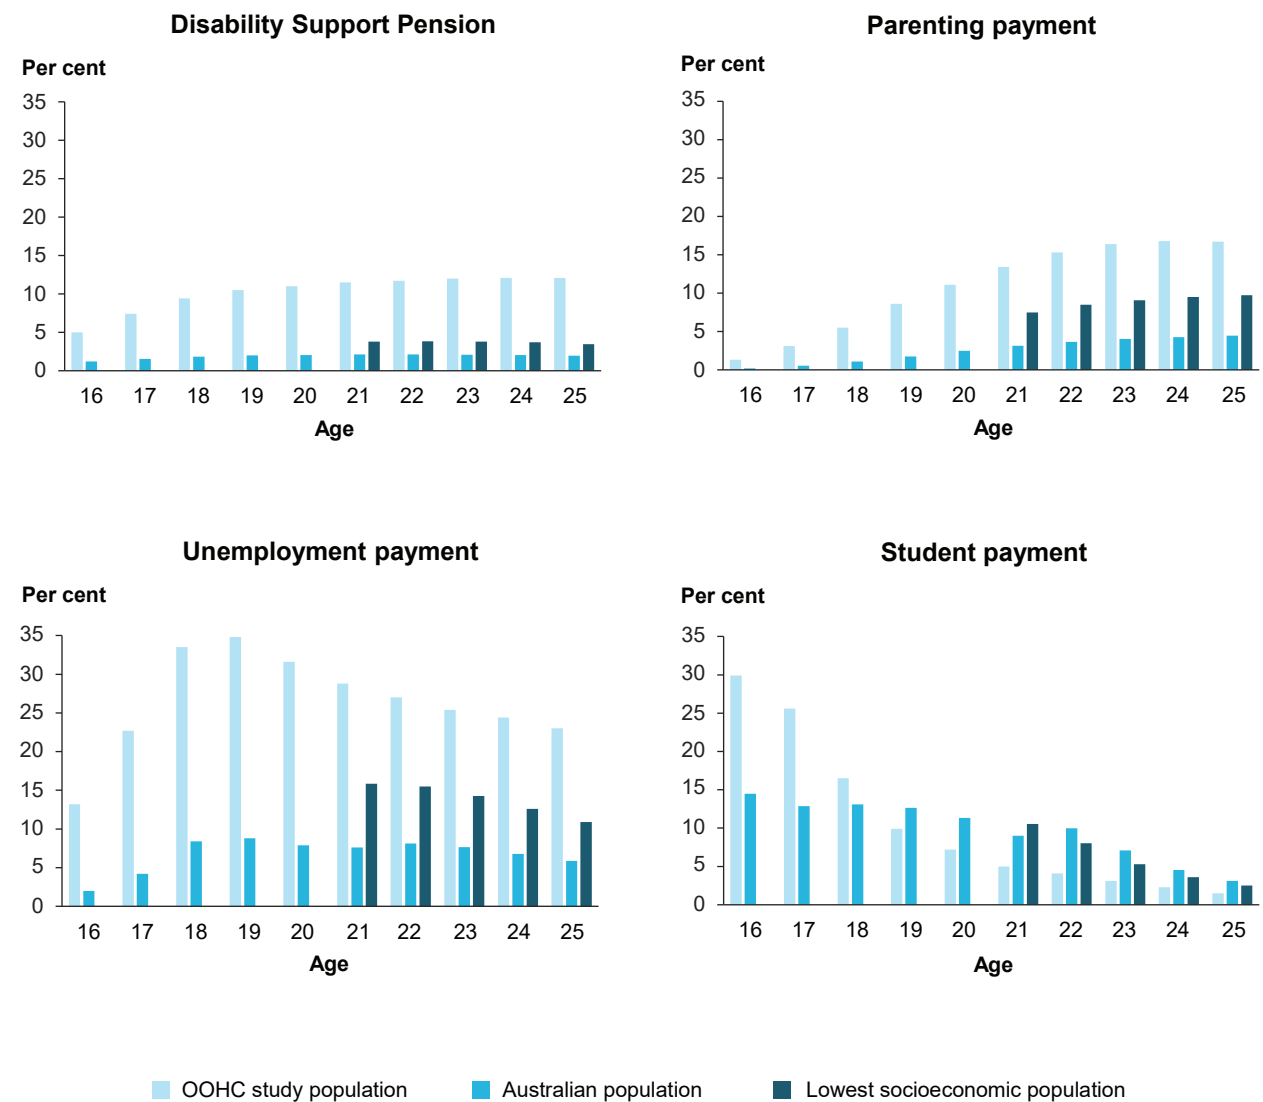 Disability Support Pension
Per cent
35
30
25
20
15
10
5
0
16 17 18 19 20 21 22 23 24 25
Age
Parenting payment
Per cent
35
30
25
20
15
10
5
0
16 17 18 19 20 21 22 23 24 25
Age
Unemployment payment
Per cent
35
30
25
20
15
10
5
0
16 17 18 19 20 21 22 23 24 25
Age
Student payment
Per cent
35
30
25
20
15
10
5
0
16 17 18 19 20 21 22 23 24 25
Age
OOHC study population Australian population Lowest socioeconomic population